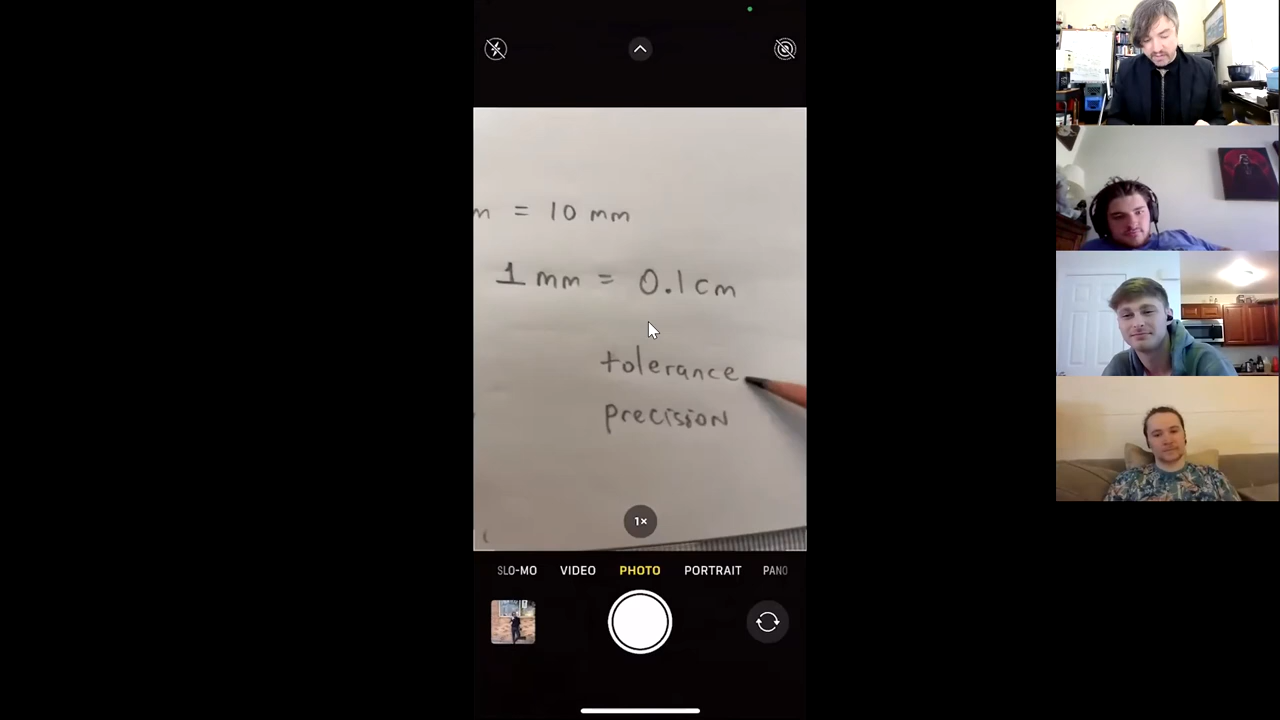 m = 10 mm
1 mm = 0.1 cm
tolerance
precision
1×
SLO-MO VIDEO PHOTO PORTRAIT PANO